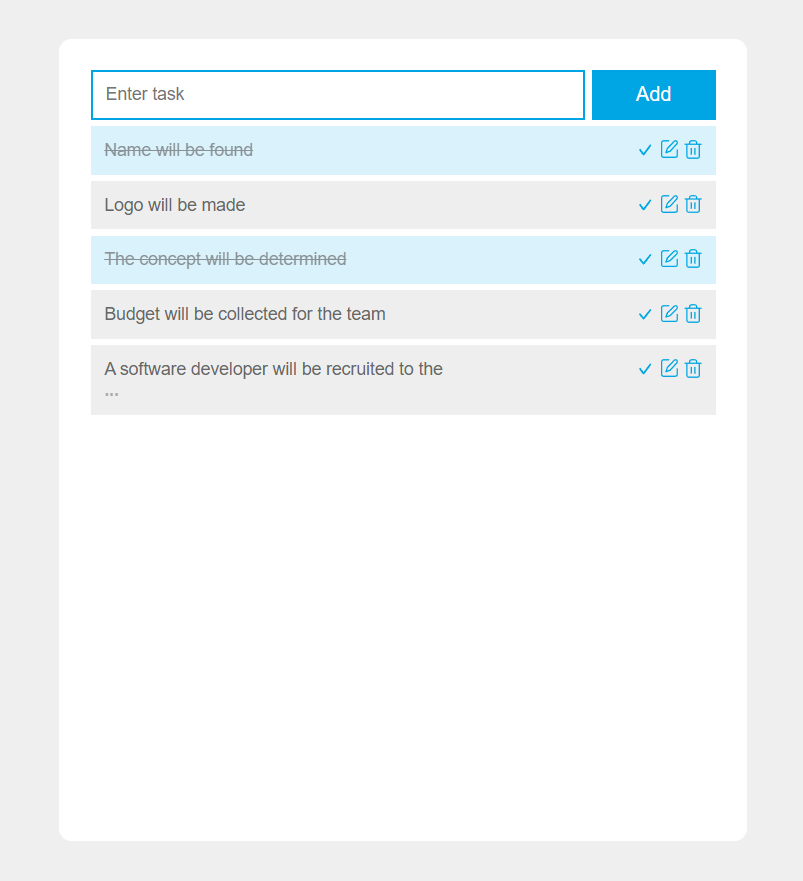 Enter task
Add
Name will be found
Logo will be made
The concept will be determined
Budget will be collected for the team
A software developer will be recruited to the
...